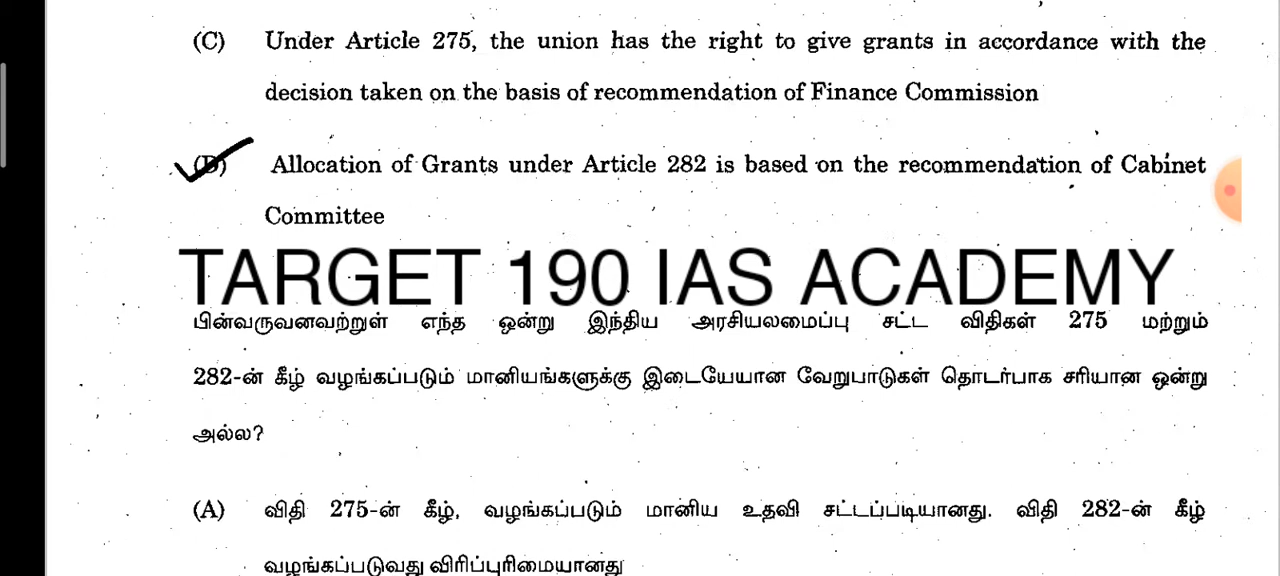 (C) Under Article 275, the union has the right to give grants in accordance with the
decision taken on the basis of recommendation of Finance Commission
(D) Allocation of Grants under Article 282 is based on the recommendation of Cabinet
Committee
TARGET 190 IAS ACADEMY
பின்வருவனவற்றுள் எந்த ஒன்று இந்திய அரசியலமைப்பு சட்ட விதிகள் 275 மற்றும்
282-ன் கீழ் வழங்கப்படும் மானியங்களுக்கு இடையேயான வேறுபாடுகள் தொடர்பாக சரியான ஒன்று
அல்ல?
(A) விதி 275-ன் கீழ், வழங்கப்படும் மானிய உதவி சட்டப்படியானது. விதி 282-ன் கீழ்
வழங்கப்படுவது விரிப்புரிமையானது